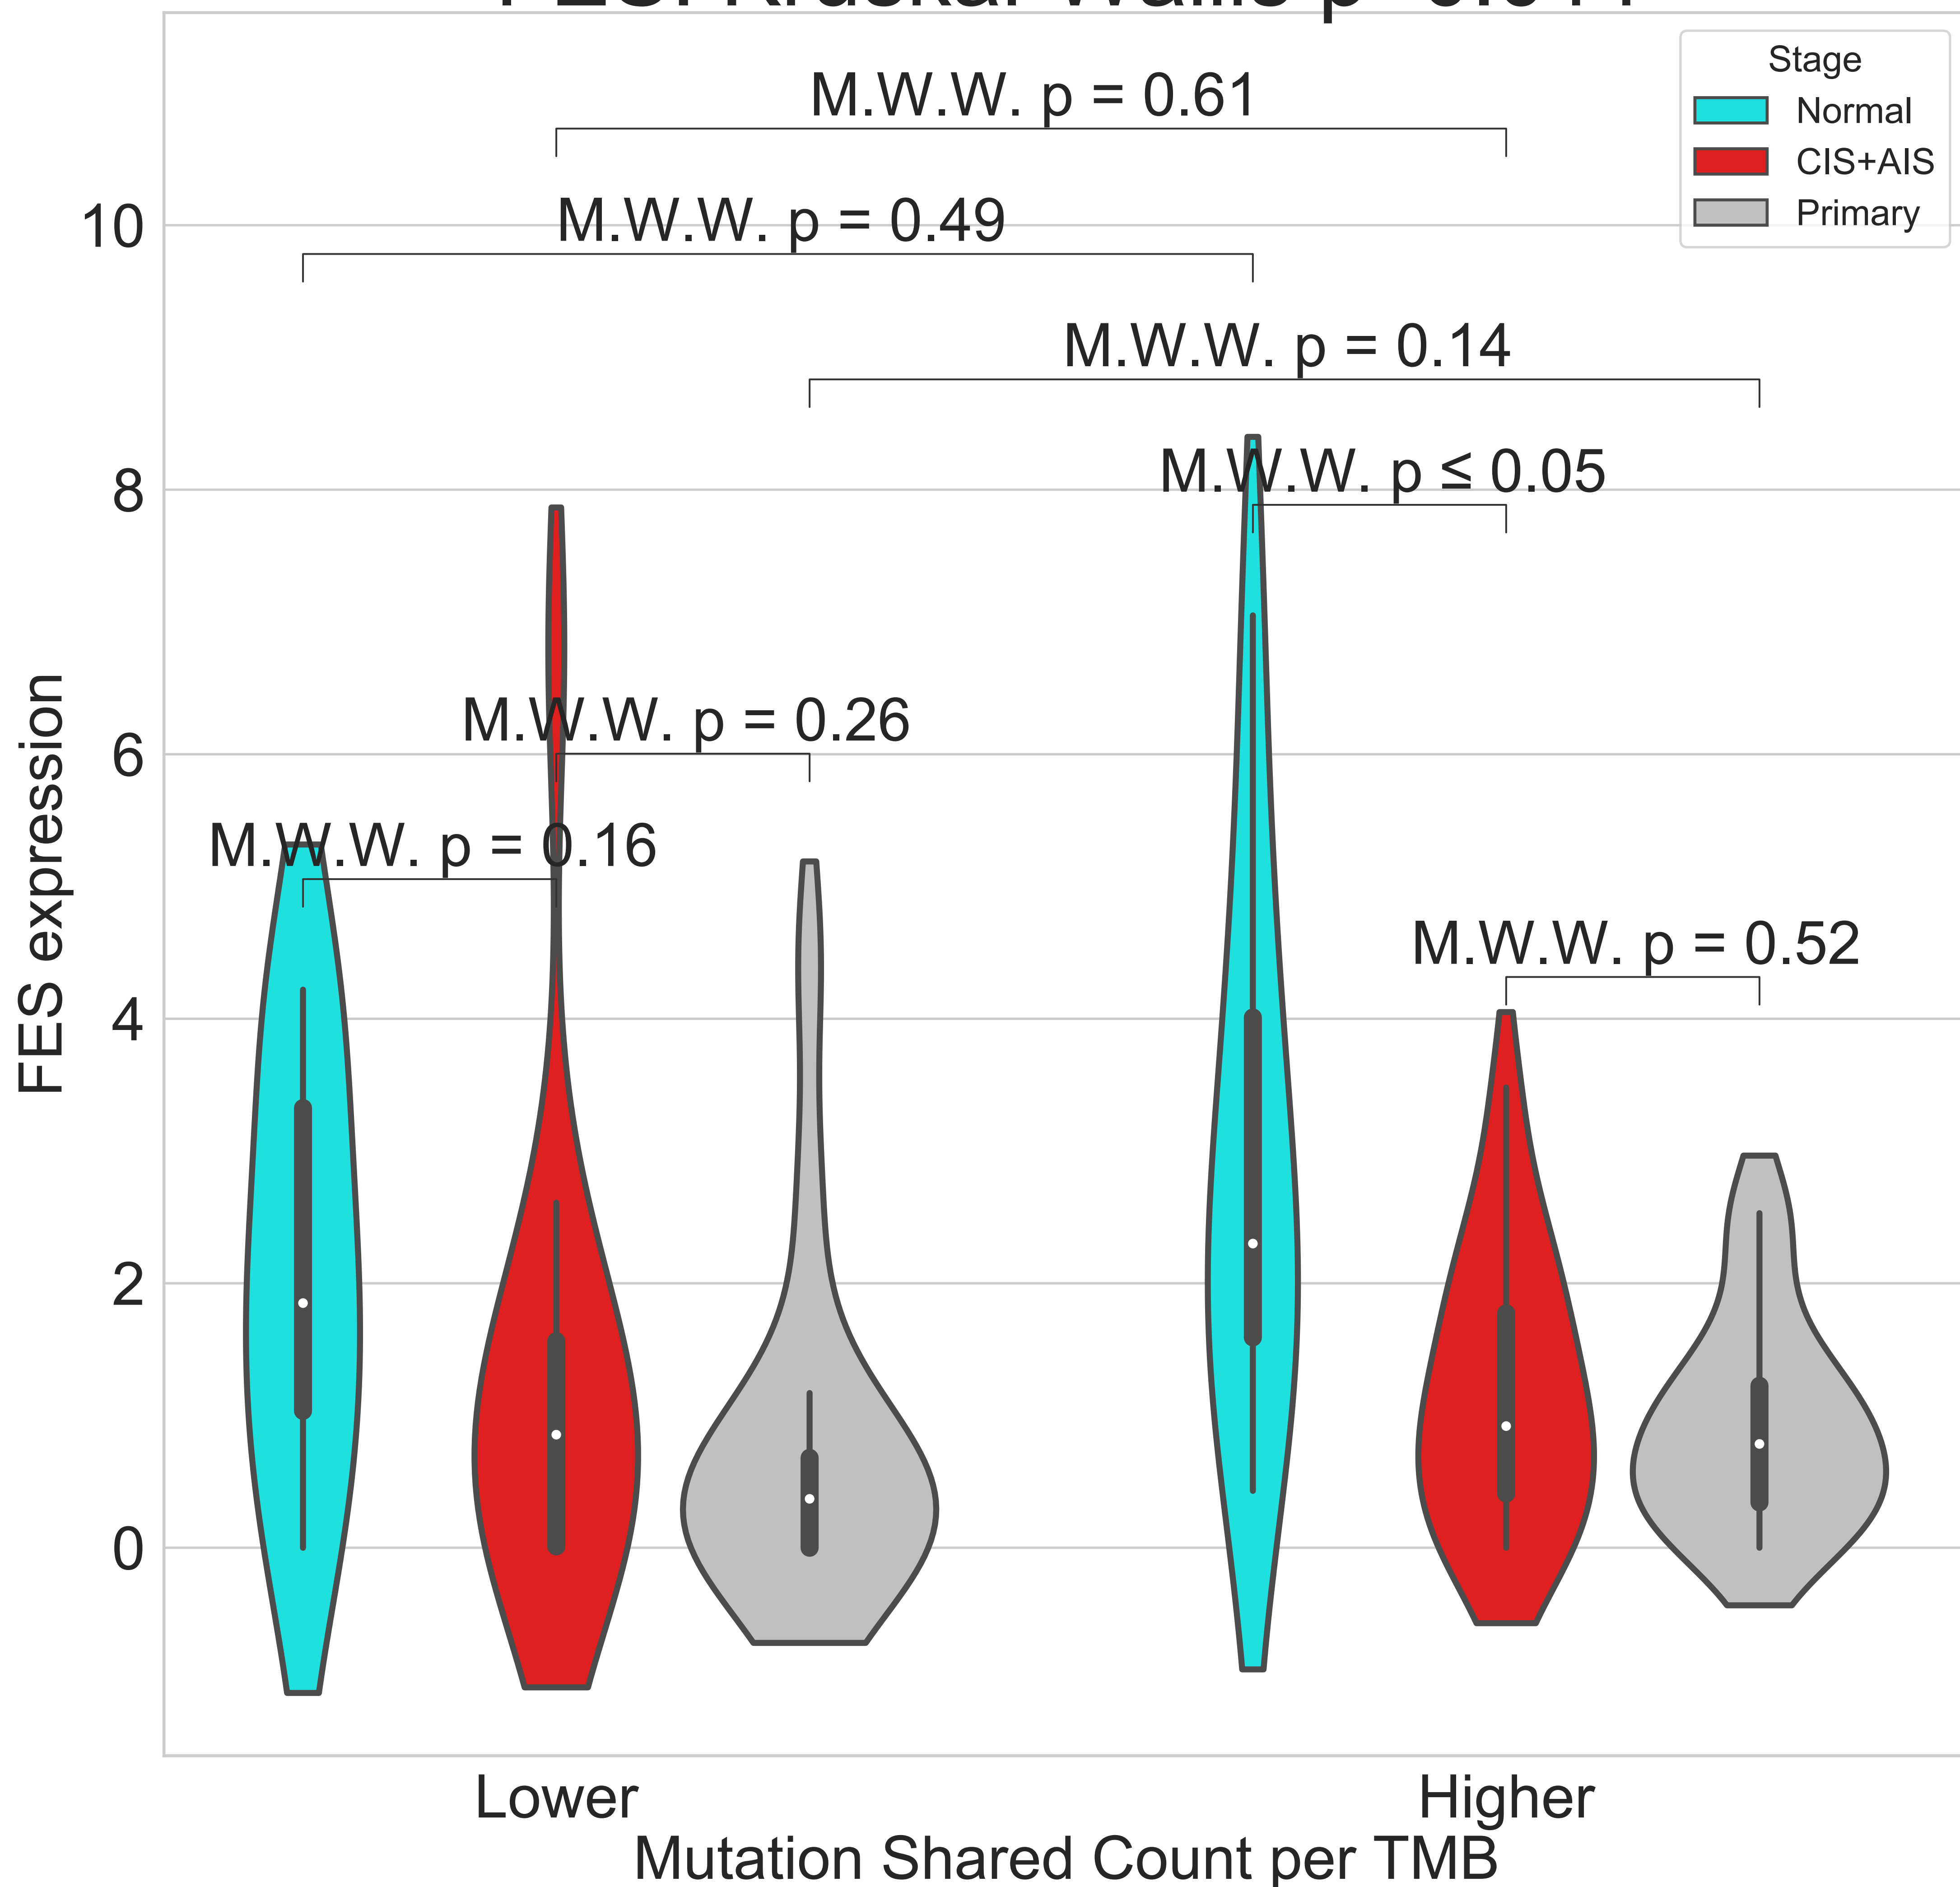 Stage
Normal
CIS+AIS
Primary
M.W.W. p = 0.61
M.W.W. p = 0.49
M.W.W. p = 0.14
M.W.W. p ≤ 0.05
M.W.W. p = 0.26
M.W.W. p = 0.16
M.W.W. p = 0.52
10
8
6
4
2
0
FES expression
Lower
Higher
Mutation Shared Count per TMB